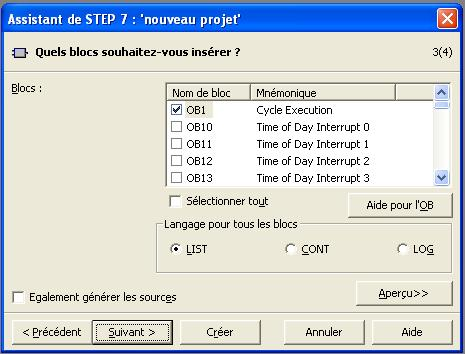 Assistant de STEP 7 : 'nouveau projet'
Quels blocs souhaitez-vous insérer ? 3(4)
Blocs :
Nom de bloc Mnémonique
OB1 Cycle Execution
OB10 Time of Day Interrupt 0
OB11 Time of Day Interrupt 1
OB12 Time of Day Interrupt 2
OB13 Time of Day Interrupt 3
Sélectionner tout
Aide pour l'OB
Langage pour tous les blocs
LIST CONT LOG
Egalement générer les sources
Aperçu>>
< Précédent Suivant > Créer Annuler Aide